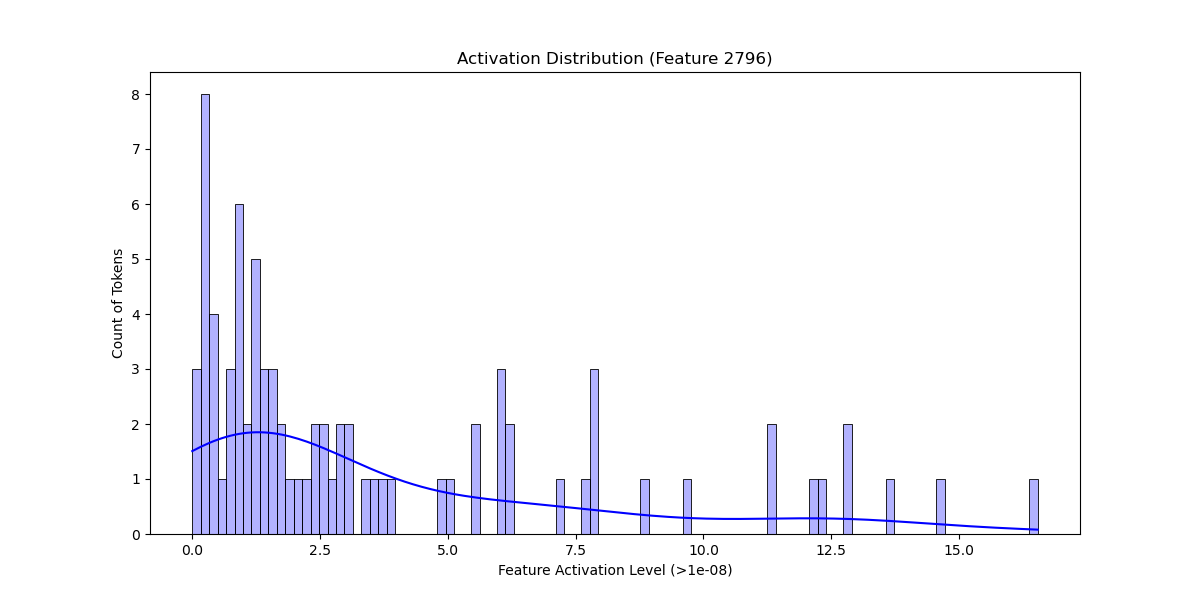 Activation Distribution (Feature 2796)
8
7
6
5
4
3
2
1
0
Count of Tokens
0.0 2.5 5.0 7.5 10.0 12.5 15.0
Feature Activation Level (>1e-08)